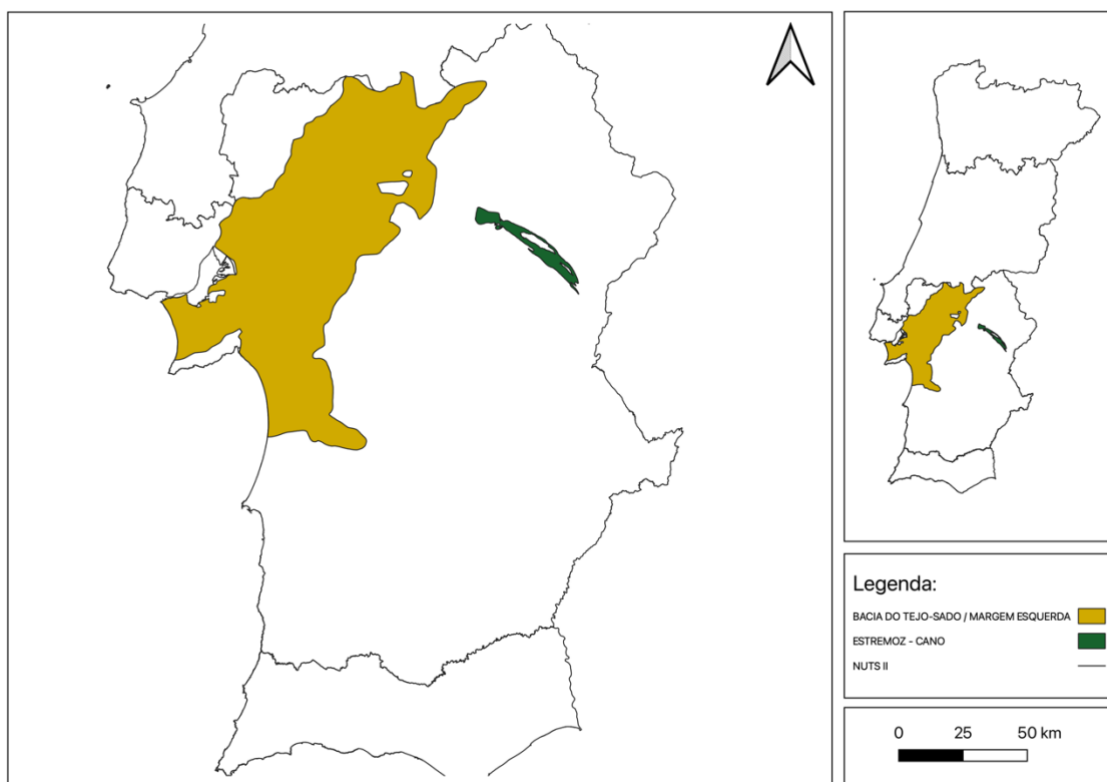 Legenda:
BACIA DO TEJO-SADO / MARGEM ESQUERDA
ESTREMOZ - CANO
NUTS II
0 25 50 km